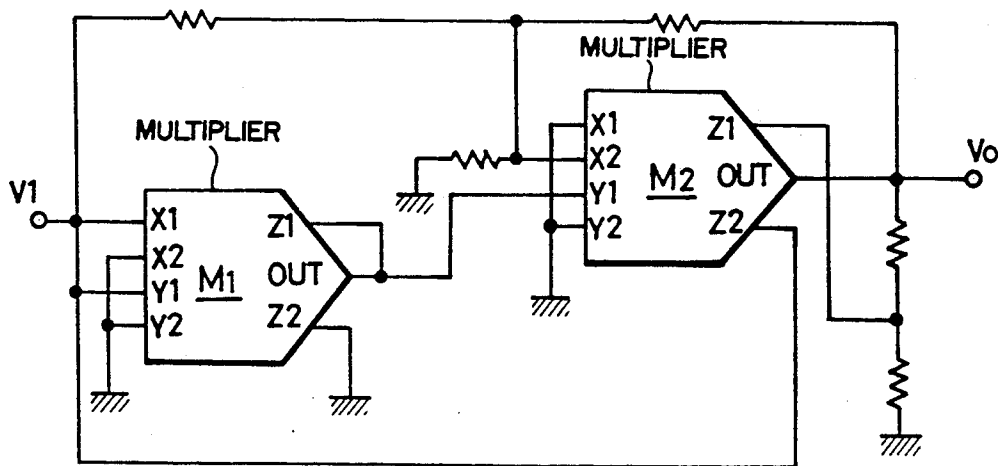 MULTIPLIER
MULTIPLIER
V1
X1
X2
Y1
Y2
M1
Z1
OUT
Z2
X1
X2
Y1
Y2
M2
Z1
OUT
Z2
Vo